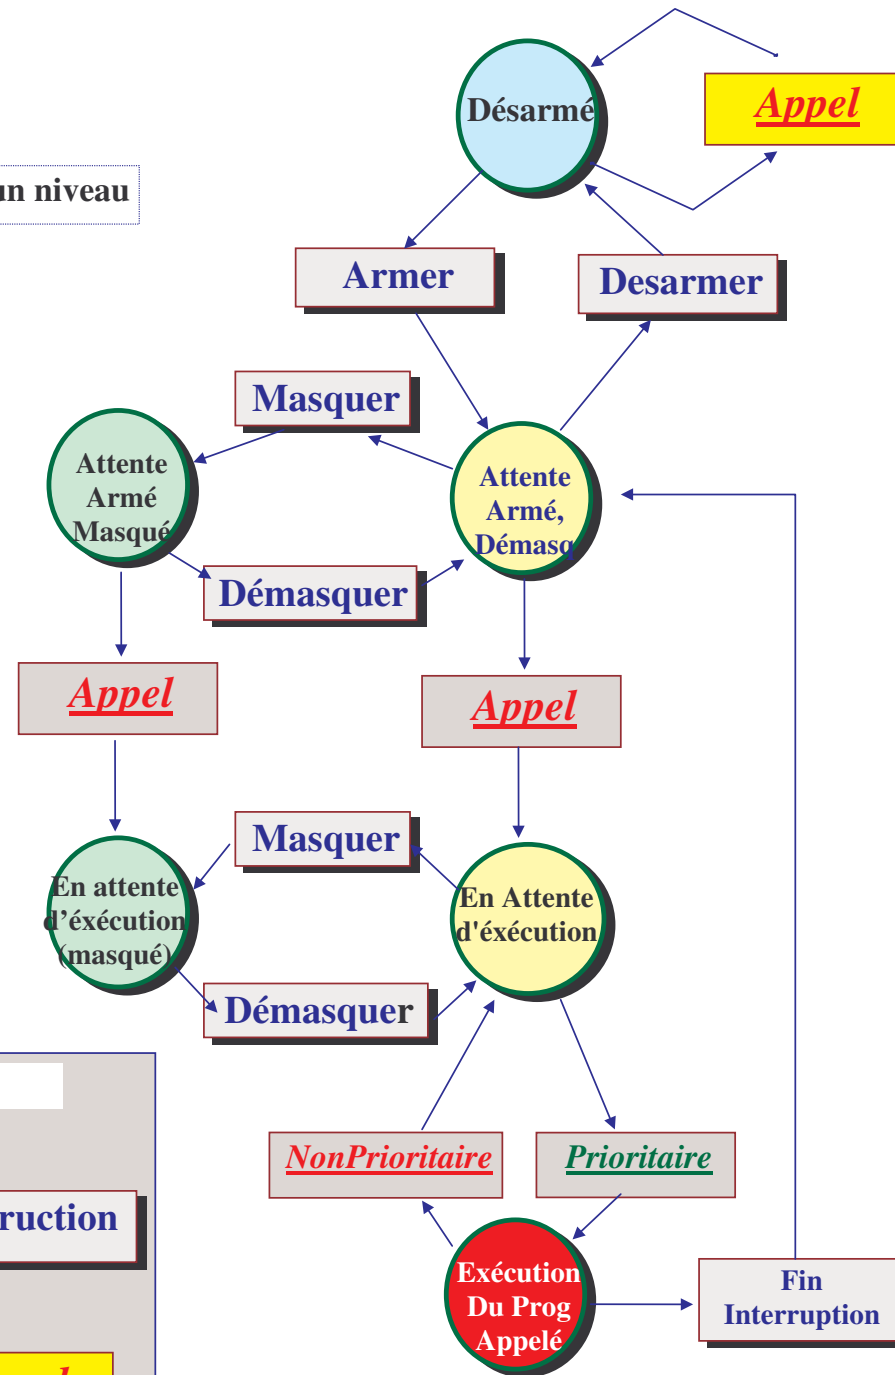 Désarmé
Appel
un niveau
Armer
Desarmer
Masquer
Attente
Armé
Masqué
Attente
Armé,
Démasq
Démasquer
Appel
Appel
Masquer
En attente
d’éxécution
(masqué)
En Attente
d'éxécution
Démasquer
NonPrioritaire
Prioritaire
ruction
Exécution
Du Prog
Appelé
Fin
Interruption